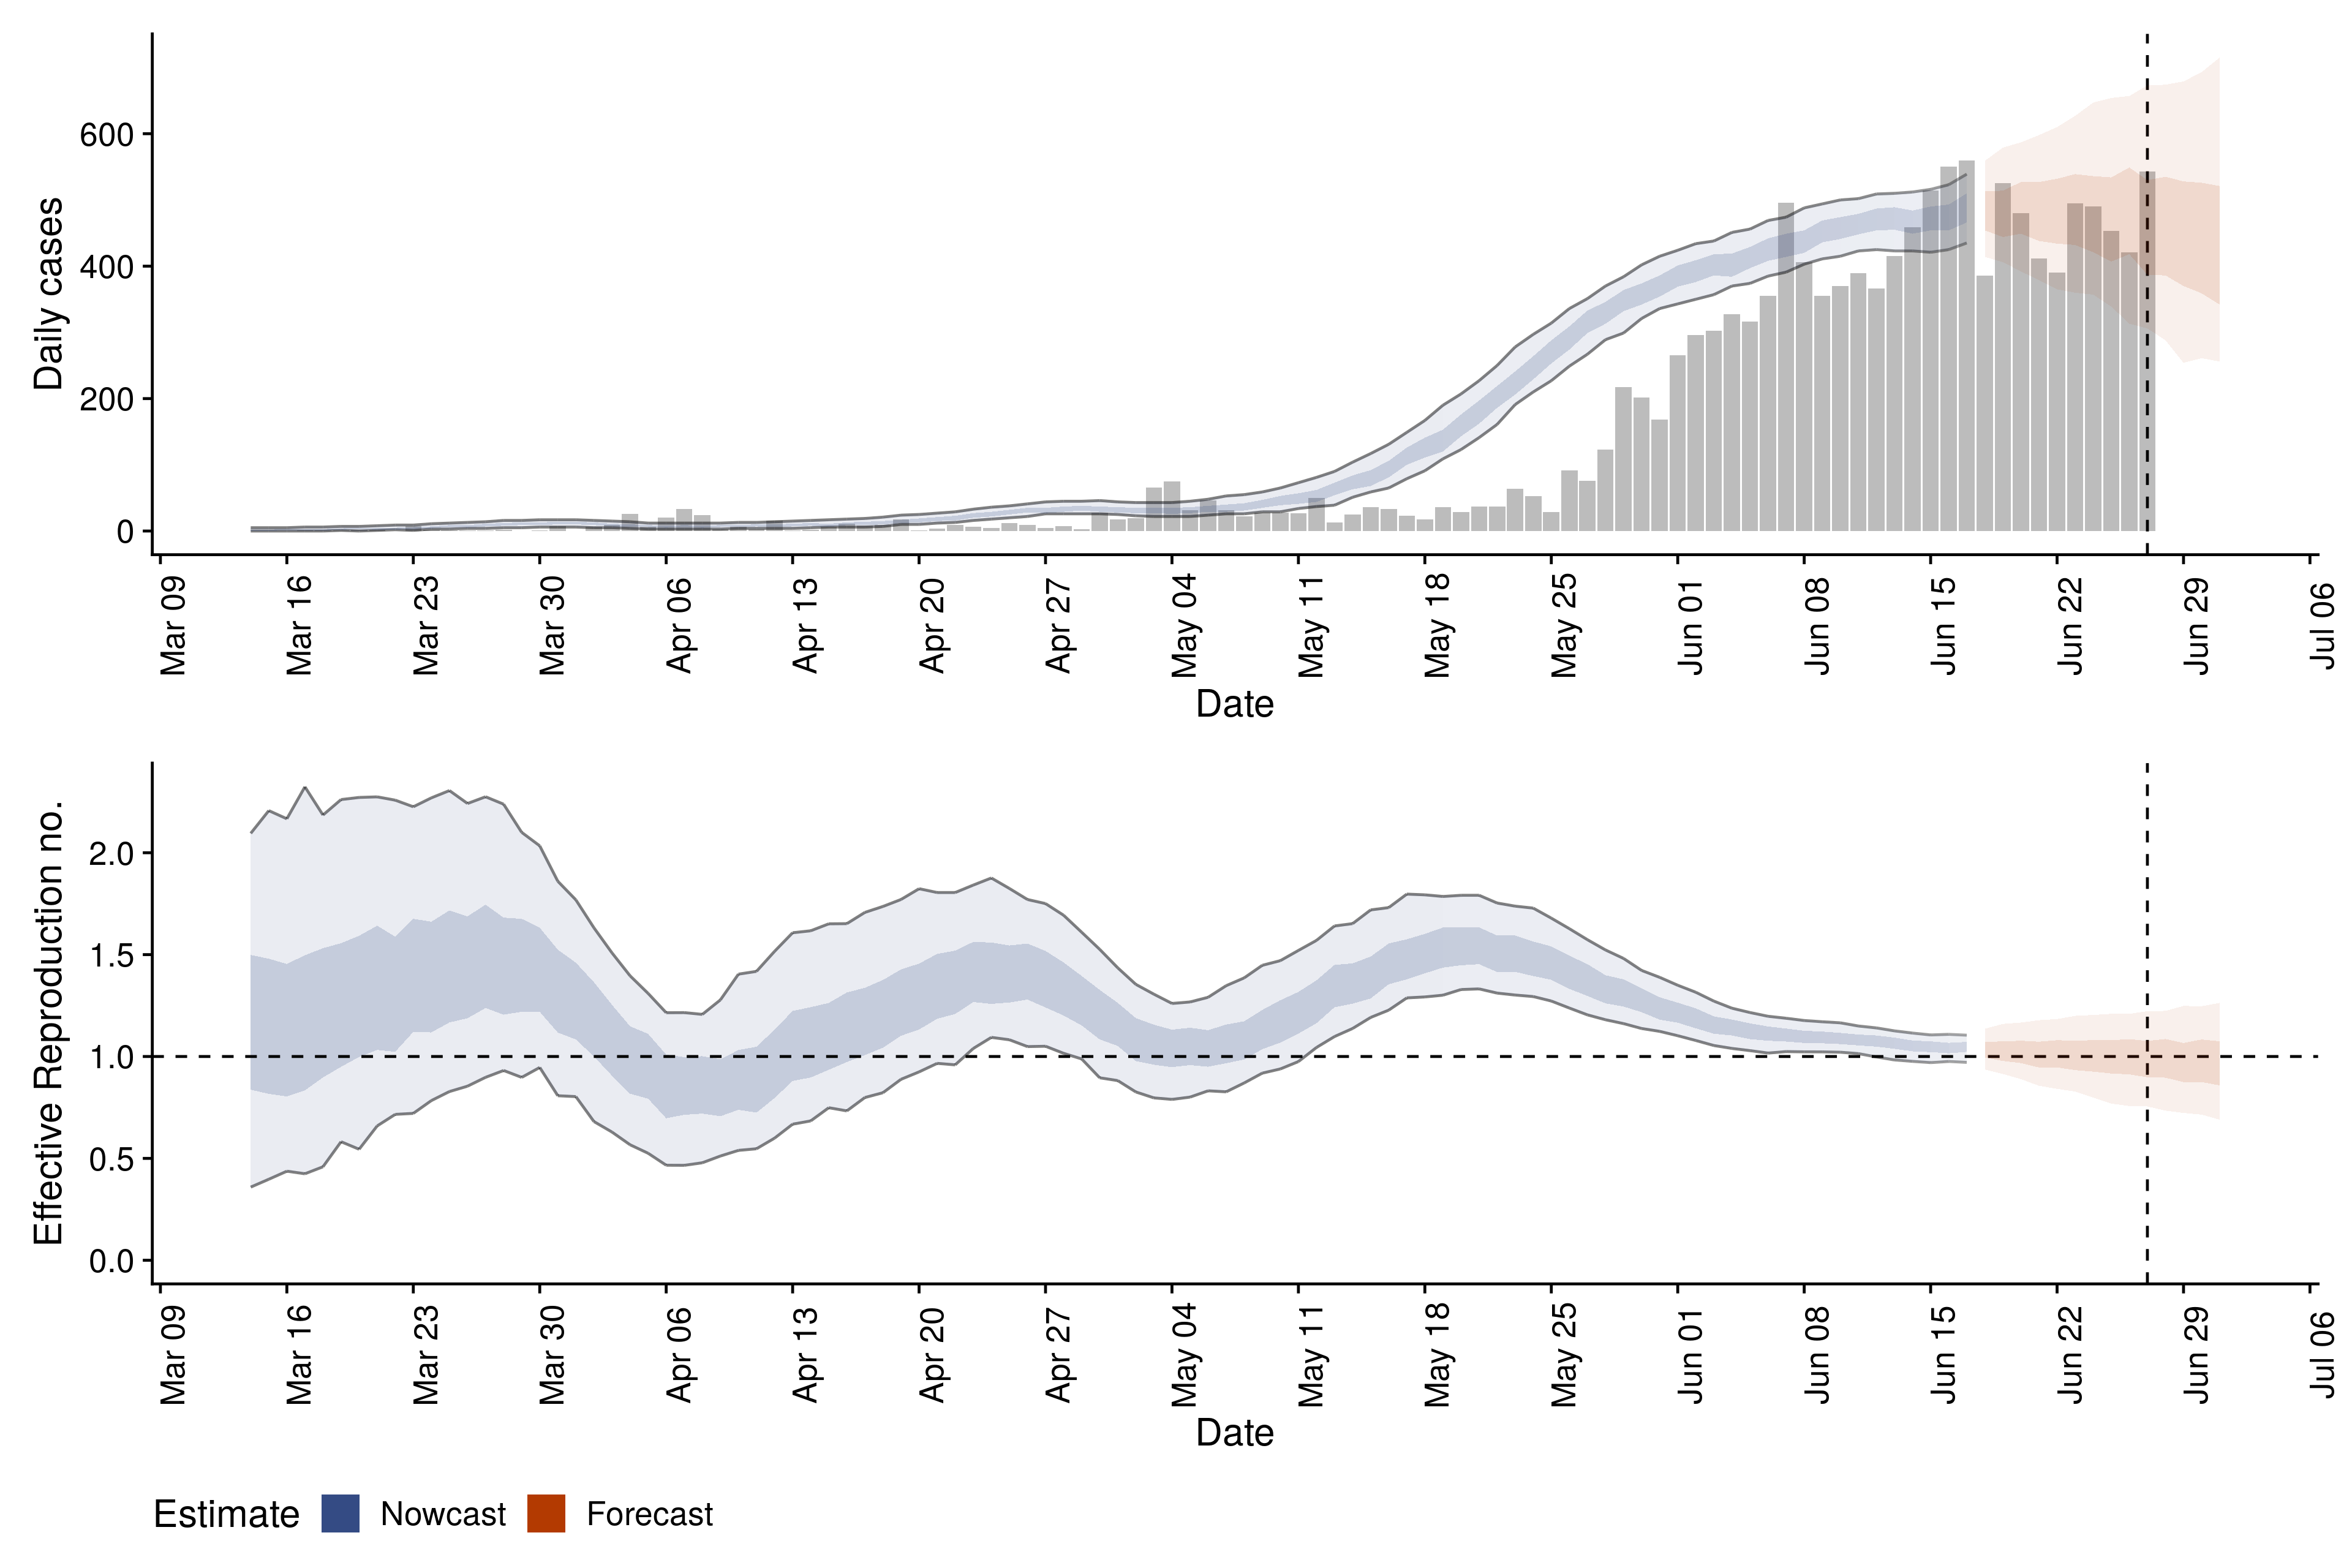 Daily cases
600
400
200
0
Mar 09 Mar 16 Mar 23 Mar 30 Apr 06 Apr 13 Apr 20 Apr 27 May 04 May 11 May 18 May 25 Jun 01 Jun 08 Jun 15 Jun 22 Jun 29 Jul 06
Date
Effective Reproduction no.
2.0
1.5
1.0
0.5
0.0
Mar 09 Mar 16 Mar 23 Mar 30 Apr 06 Apr 13 Apr 20 Apr 27 May 04 May 11 May 18 May 25 Jun 01 Jun 08 Jun 15 Jun 22 Jun 29 Jul 06
Date
Estimate Nowcast Forecast